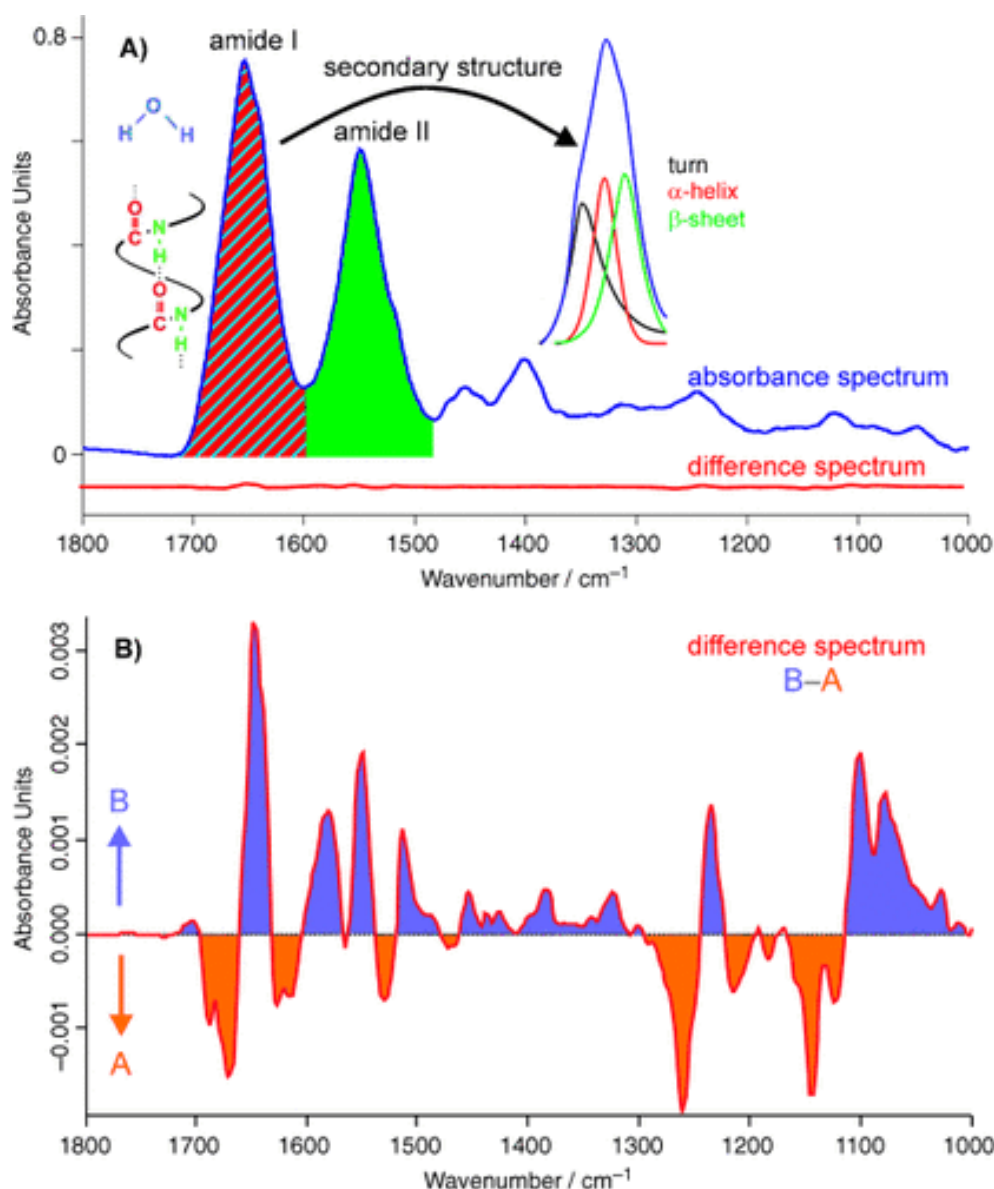 A)
amide I
secondary structure
amide II
turn
α-helix
β-sheet
0.8
0
Absorbance Units
H O H
O
C N
H
O
C N
H
absorbance spectrum
difference spectrum
1800 1700 1600 1500 1400 1300 1200 1100 1000
Wavenumber / cm⁻¹
B)
difference spectrum
B–A
0.003
0.002
0.001
0.000
−0.001
Absorbance Units
B
A
1800 1700 1600 1500 1400 1300 1200 1100 1000
Wavenumber / cm⁻¹